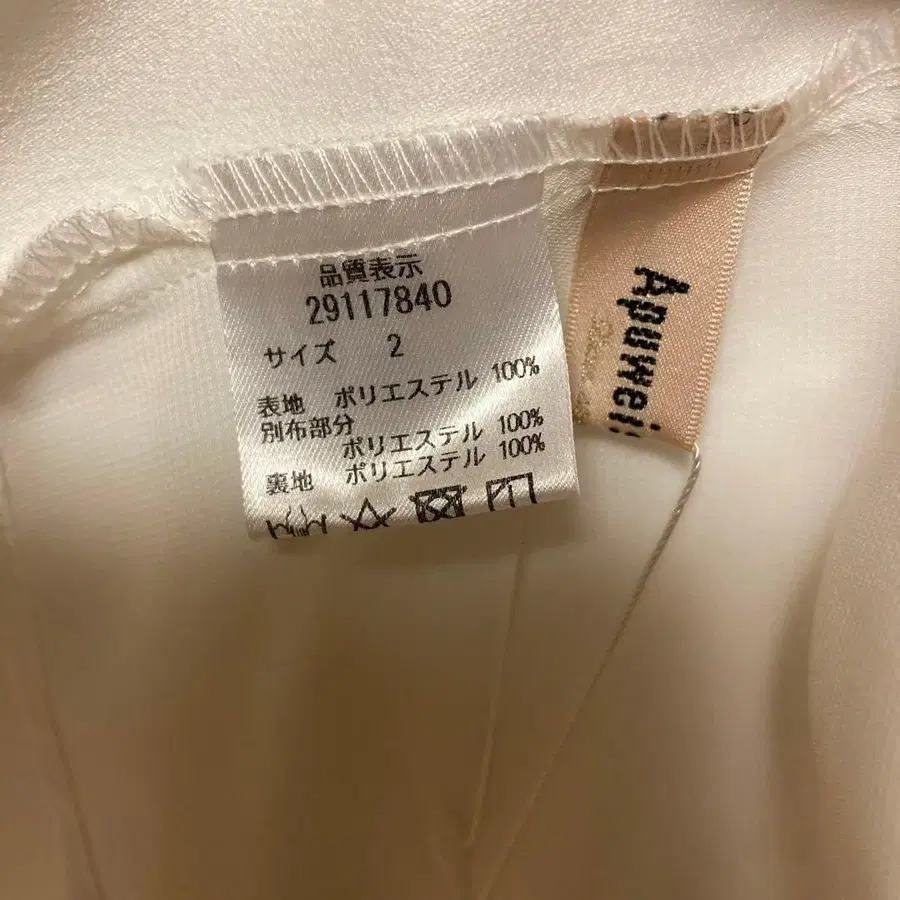 品質表示
29117840
サイズ 2
表地 ポリエステル 100%
別布部分
ポリエステル 100%
裏地 ポリエステル 100%